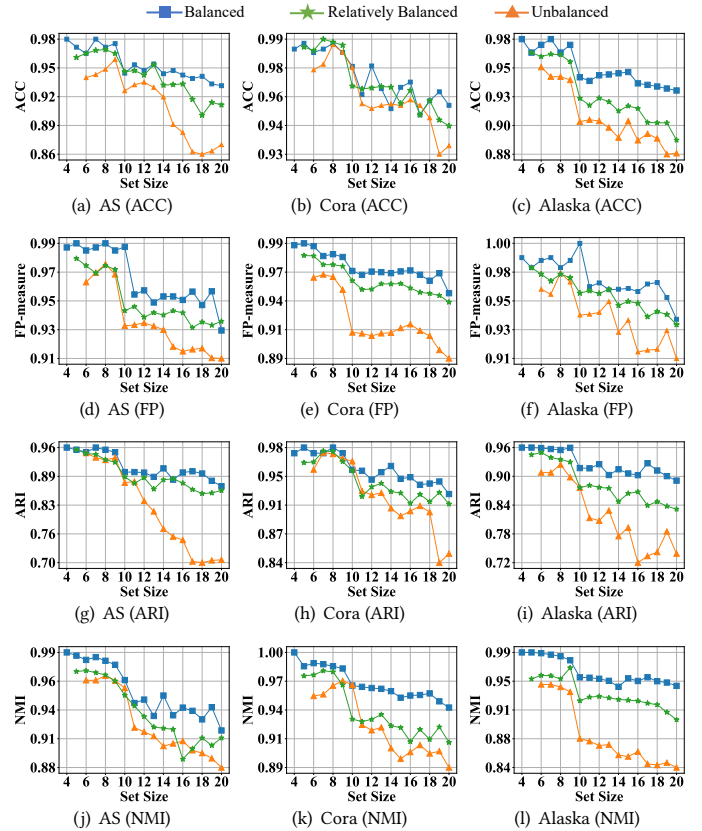 Balanced Relatively Balanced Unbalanced
0.98 0.99 0.98
0.95 0.97 0.95
0.92 0.96 0.93
0.89 0.94 0.90
0.86 0.93 0.88
ACC ACC ACC
4 6 8 10 12 14 16 18 20 4 6 8 10 12 14 16 18 20 4 6 8 10 12 14 16 18 20
Set Size Set Size Set Size
(a) AS (ACC) (b) Cora (ACC) (c) Alaska (ACC)
0.99 0.99 1.00
0.97 0.97 0.98
0.95 0.94 0.95
0.93 0.92 0.93
0.91 0.89 0.91
FP-measure FP-measure FP-measure
4 6 8 10 12 14 16 18 20 4 6 8 10 12 14 16 18 20 4 6 8 10 12 14 16 18 20
Set Size Set Size Set Size
(d) AS (FP) (e) Cora (FP) (f) Alaska (FP)
0.96 0.98 0.96
0.89 0.95 0.90
0.83 0.91 0.84
0.76 0.87 0.78
0.70 0.84 0.72
ARI ARI ARI
4 6 8 10 12 14 16 18 20 4 6 8 10 12 14 16 18 20 4 6 8 10 12 14 16 18 20
Set Size Set Size Set Size
(g) AS (ARI) (h) Cora (ARI) (i) Alaska (ARI)
0.99 1.00 0.99
0.96 0.97 0.95
0.94 0.94 0.91
0.91 0.91 0.88
0.88 0.89 0.84
NMI NMI NMI
4 6 8 10 12 14 16 18 20 4 6 8 10 12 14 16 18 20 4 6 8 10 12 14 16 18 20
Set Size Set Size Set Size
(j) AS (NMI) (k) Cora (NMI) (l) Alaska (NMI)